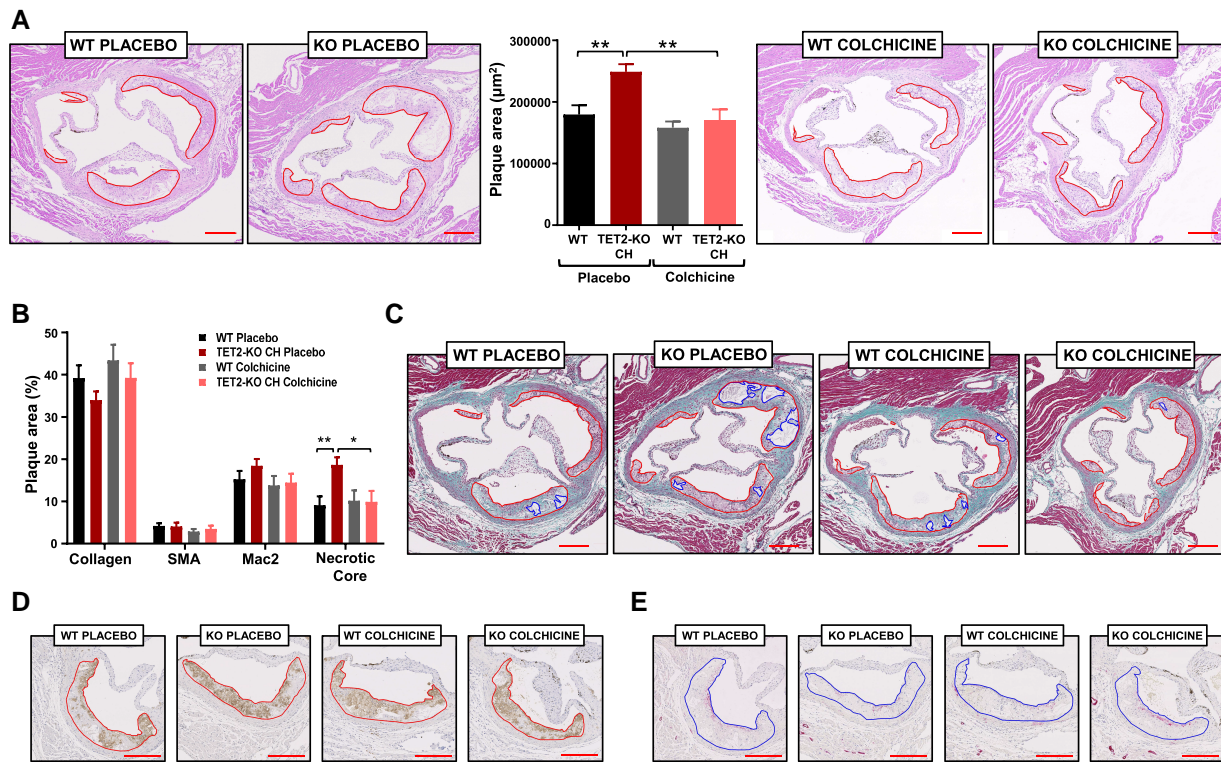 A
WT PLACEBO
KO PLACEBO
Plaque area (µm²)
300000
200000
100000
0
**
**
WT
TET2-KO
CH
WT
TET2-KO
CH
Placebo
Colchicine
WT COLCHICINE
KO COLCHICINE
B
Plaque area (%)
50
40
30
20
10
0
WT Placebo
TET2-KO CH Placebo
WT Colchicine
TET2-KO CH Colchicine
**
*
Collagen
SMA
Mac2
Necrotic
Core
C
WT PLACEBO
KO PLACEBO
WT COLCHICINE
KO COLCHICINE
D
WT PLACEBO
KO PLACEBO
WT COLCHICINE
KO COLCHICINE
E
WT PLACEBO
KO PLACEBO
WT COLCHICINE
KO COLCHICINE